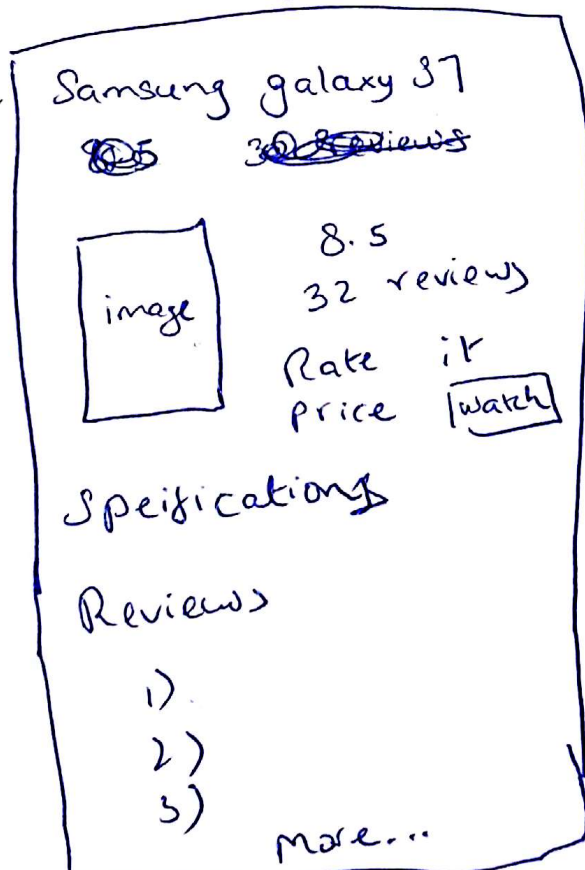 Samsung galaxy S7
8.5
32 reviews
image
Rate it
price watch
Speifications
Reviews
1)
2)
3)
more...